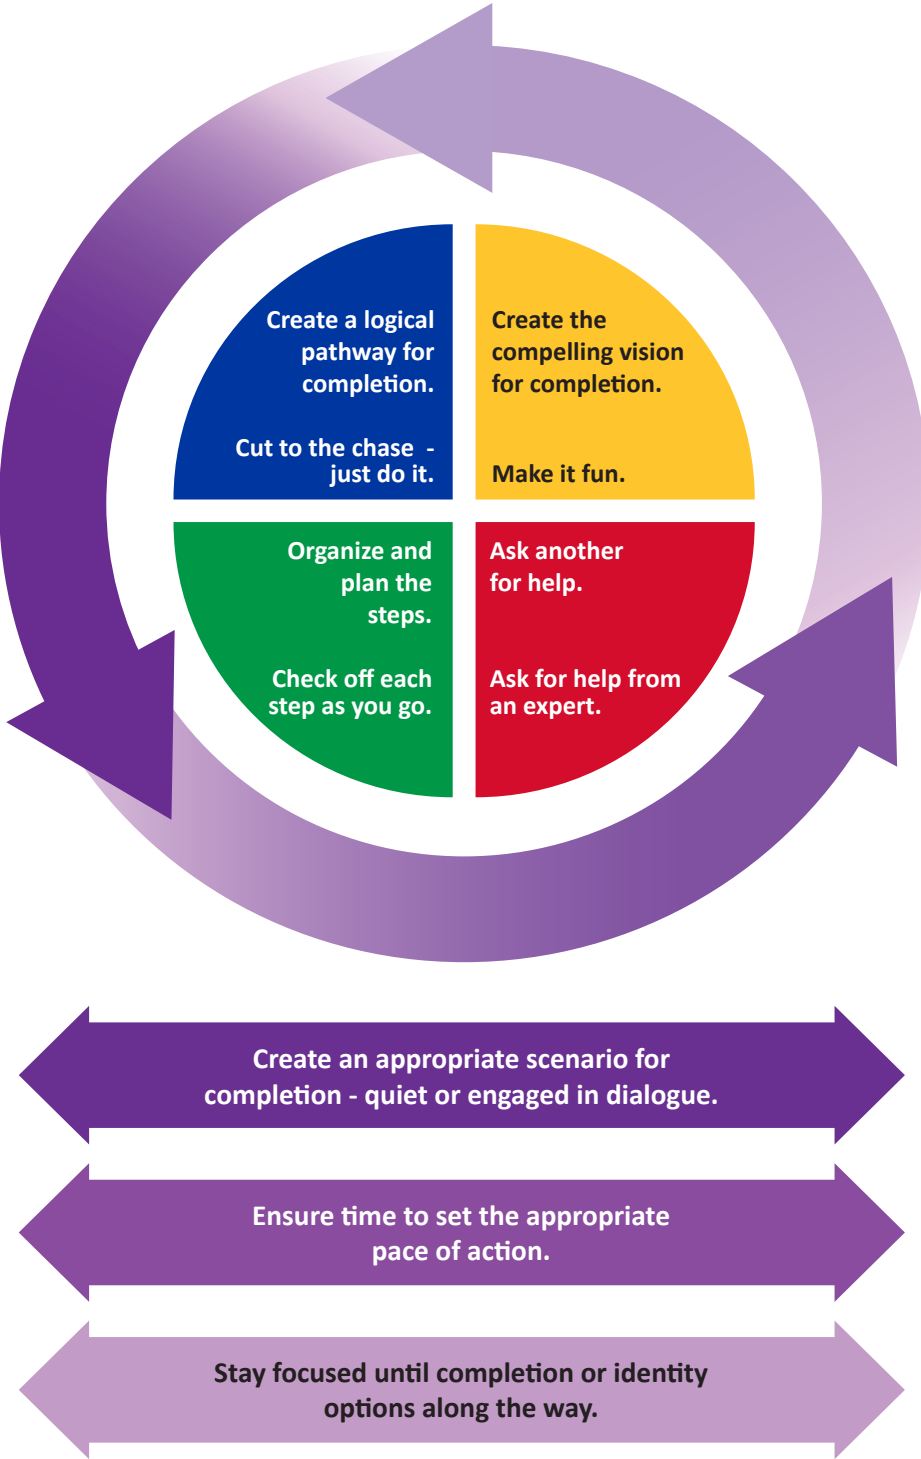 Create a logical
pathway for
completion.
Cut to the chase -
just do it.
Create the
compelling vision
for completion.
Make it fun.
Organize and
plan the
steps.
Check off each
step as you go.
Ask another
for help.
Ask for help from
an expert.
Create an appropriate scenario for
completion - quiet or engaged in dialogue.
Ensure time to set the appropriate
pace of action.
Stay focused until completion or identity
options along the way.